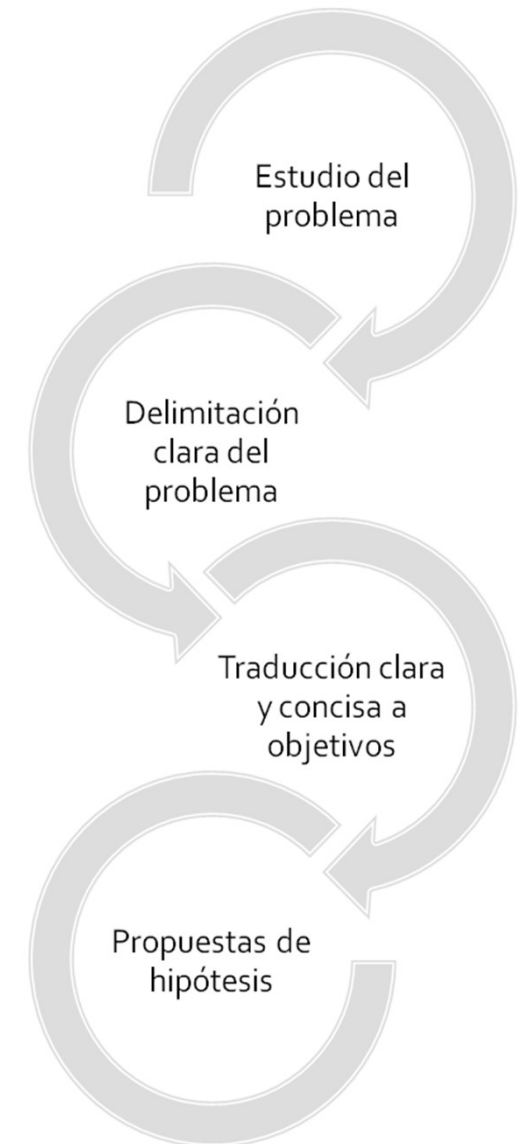 Estudio del
problema
Delimitación
clara del
problema
Traducción clara
y concisa a
objetivos
Propuestas de
hipótesis